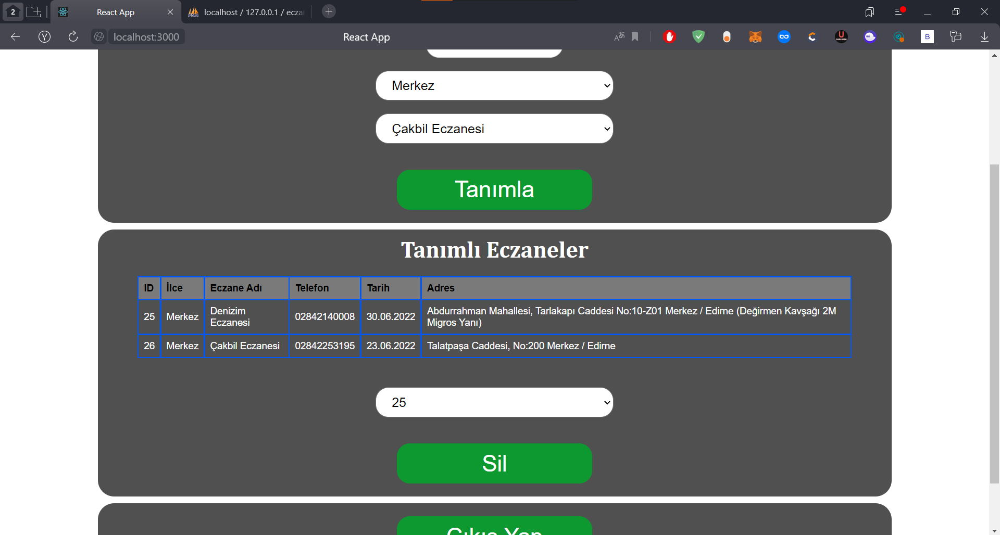 2
React App
localhost / 127.0.0.1 / ecza
localhost:3000
React App
B
Merkez
Çakbil Eczanesi
Tanımla
Tanımlı Eczaneler
ID İlce Eczane Adı Telefon Tarih Adres
25 Merkez Denizim Eczanesi 02842140008 30.06.2022 Abdurrahman Mahallesi, Tarlakapı Caddesi No:10-Z01 Merkez / Edirne (Değirmen Kavşağı 2M
Migros Yanı)
26 Merkez Çakbil Eczanesi 02842253195 23.06.2022 Talatpaşa Caddesi, No:200 Merkez / Edirne
25
Sil
Çıkış Yap